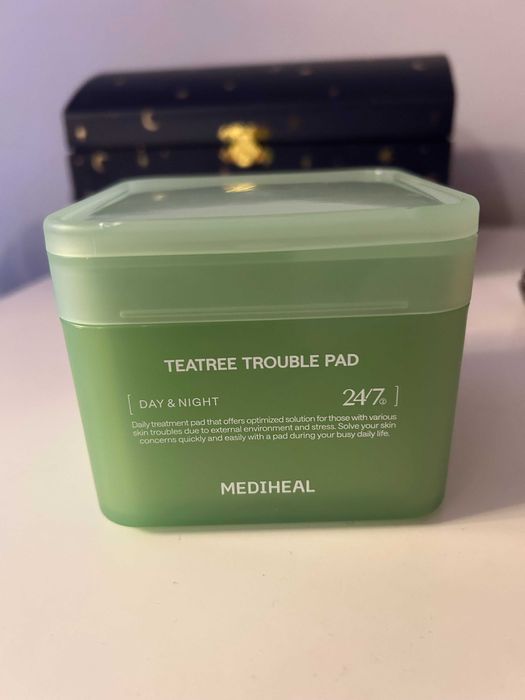 TEATREE TROUBLE PAD
[ DAY & NIGHT 24/7 ]
Daily treatment pad that offers optimized solution for those with various
skin troubles due to external environment and stress. Solve your skin
concerns quickly and easily with a pad during your busy daily life.
MEDIHEAL